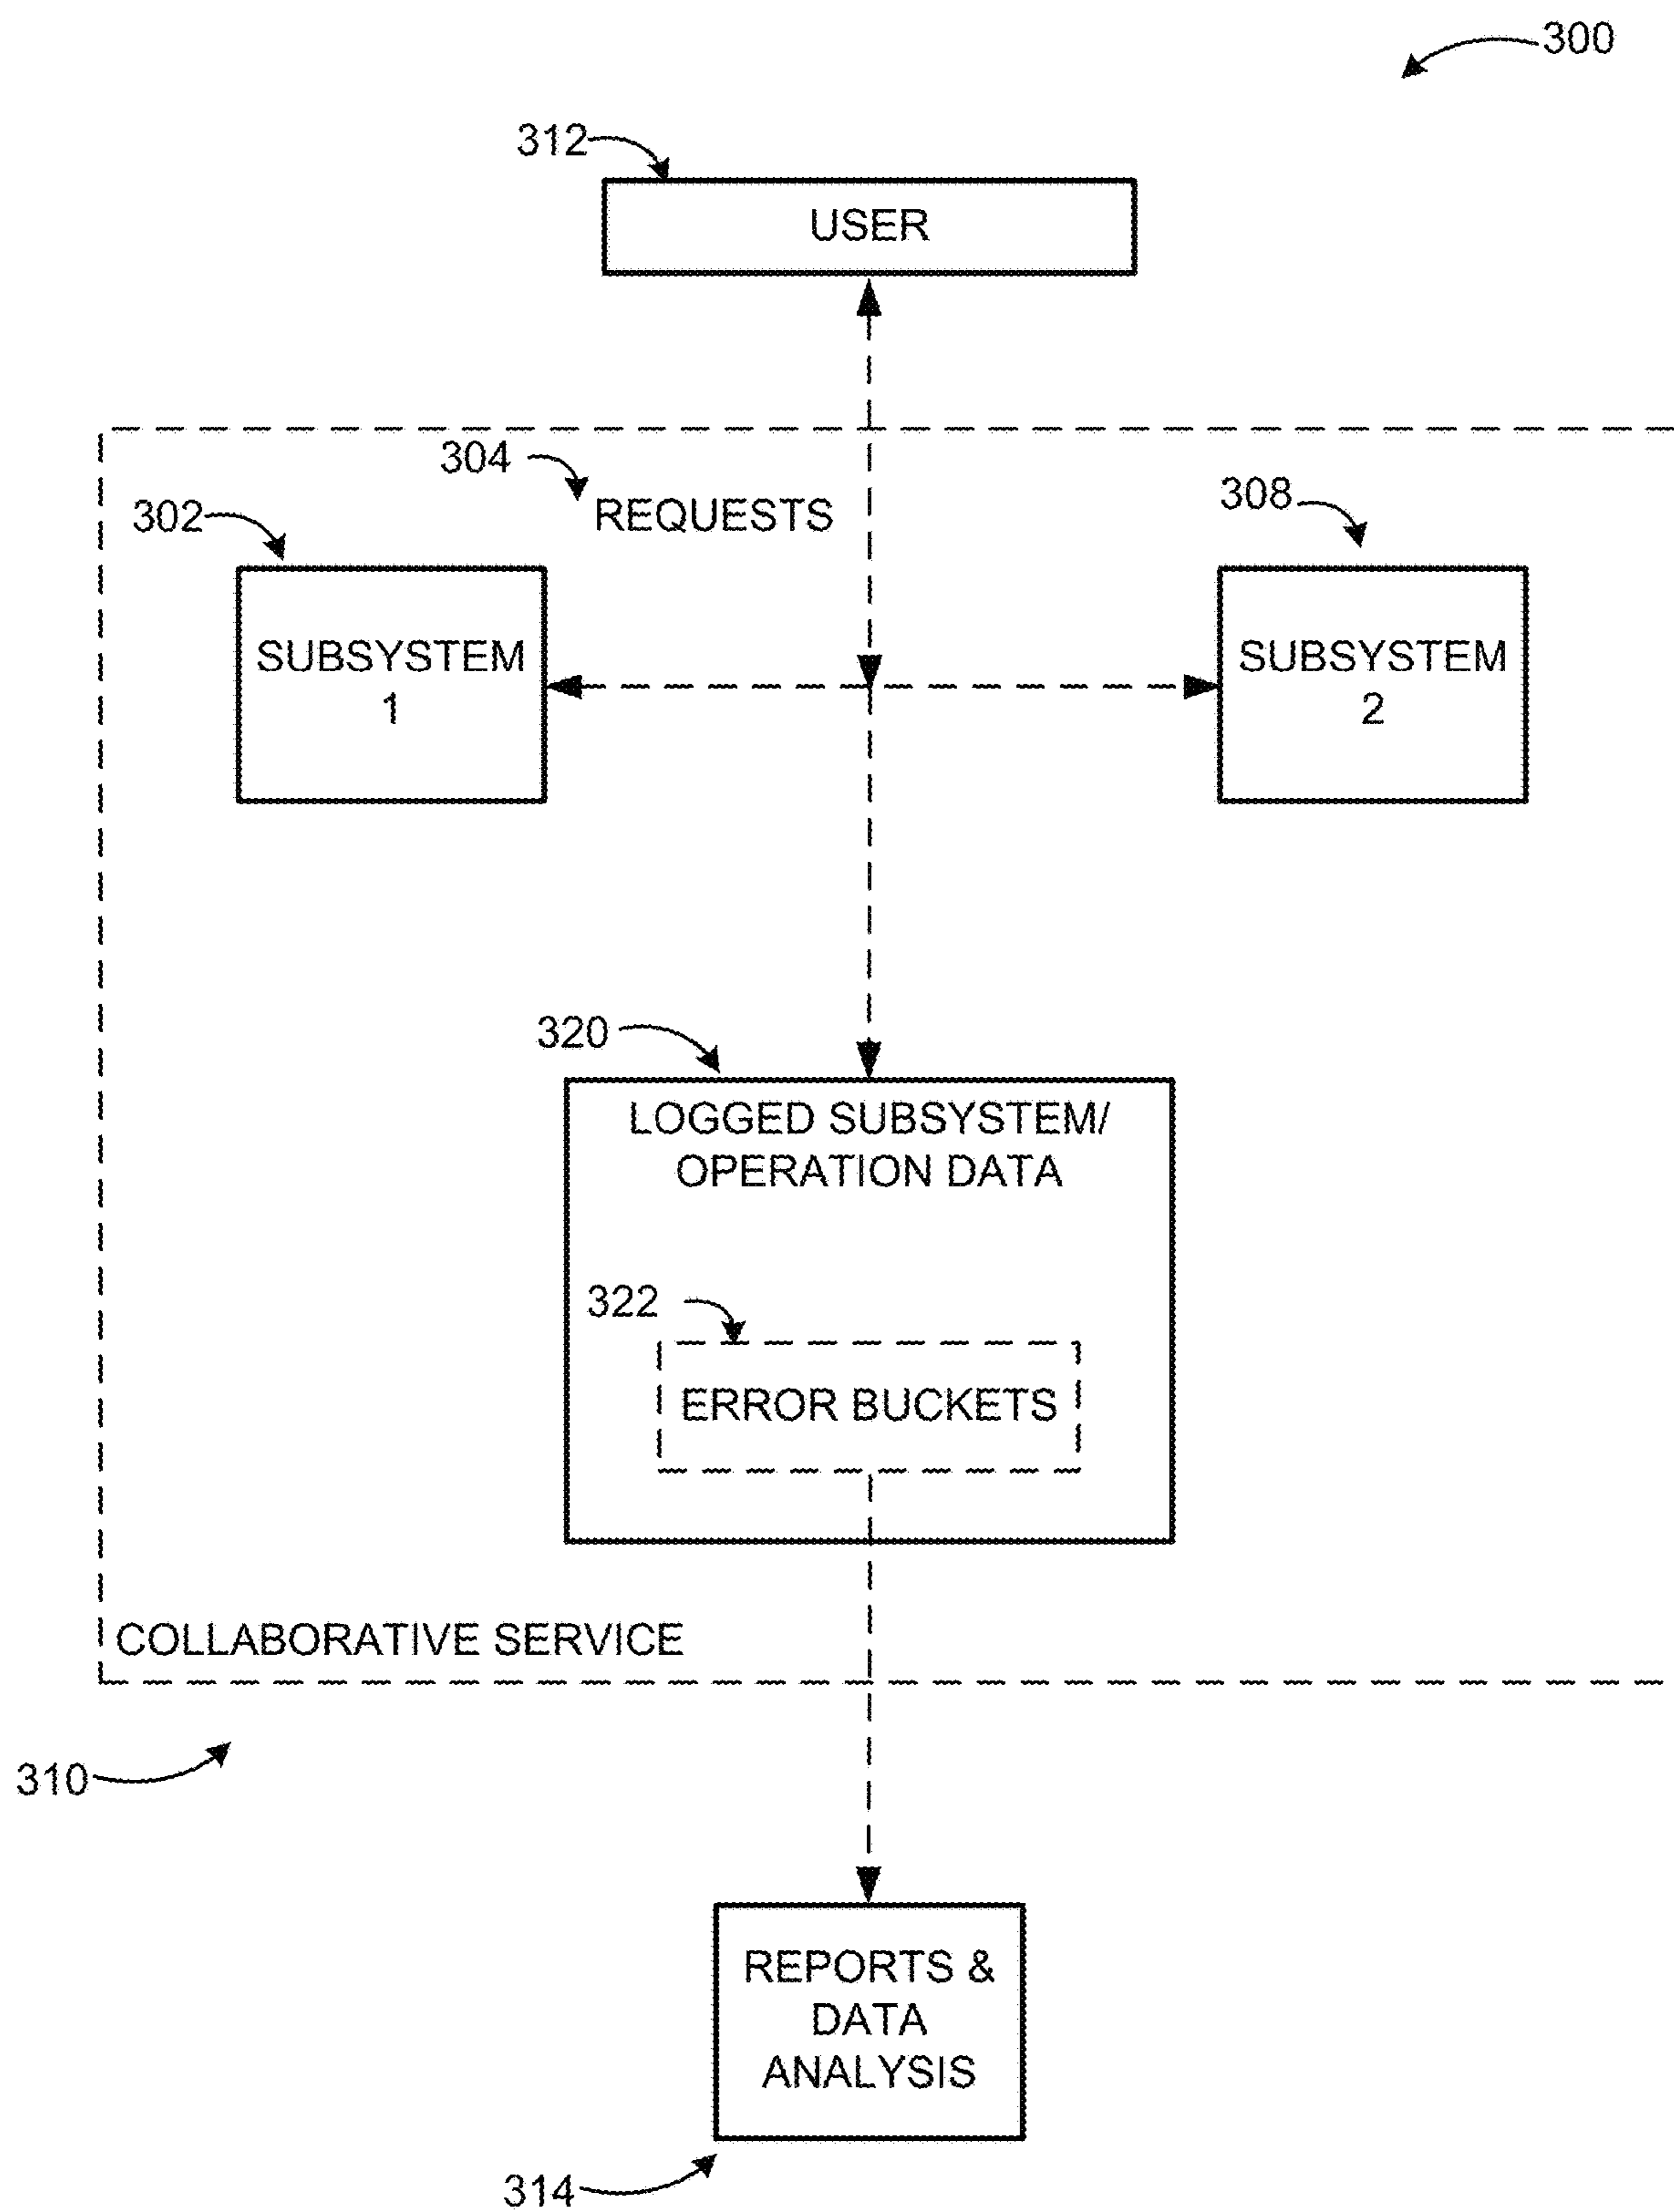 300
312
USER
304
REQUESTS
302
308
SUBSYSTEM
1
SUBSYSTEM
2
320
LOGGED SUBSYSTEM/
OPERATION DATA
322
ERROR BUCKETS
COLLABORATIVE SERVICE
310
REPORTS &
DATA
ANALYSIS
314